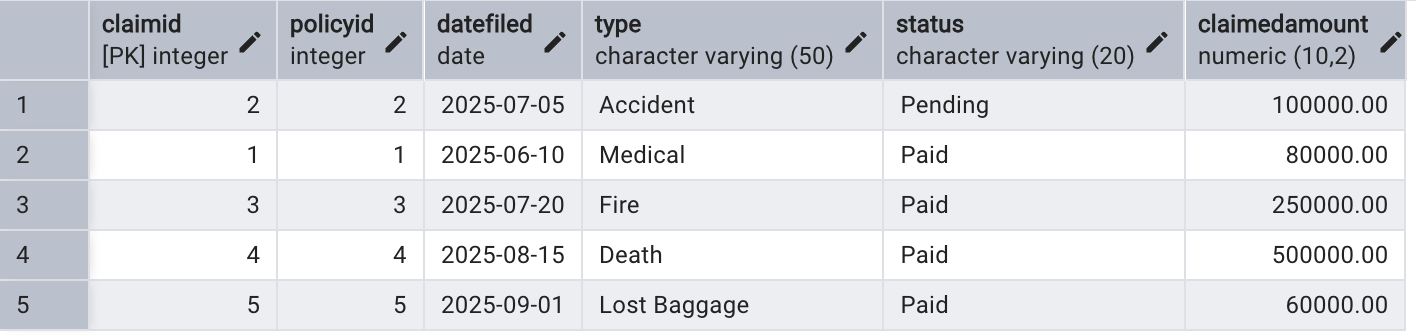 claimid policyid datefiled type status claimedamount
[PK] integer integer date character varying (50) character varying (20) numeric (10,2)
1 2 2 2025-07-05 Accident Pending 100000.00
2 1 1 2025-06-10 Medical Paid 80000.00
3 3 3 2025-07-20 Fire Paid 250000.00
4 4 4 2025-08-15 Death Paid 500000.00
5 5 5 2025-09-01 Lost Baggage Paid 60000.00